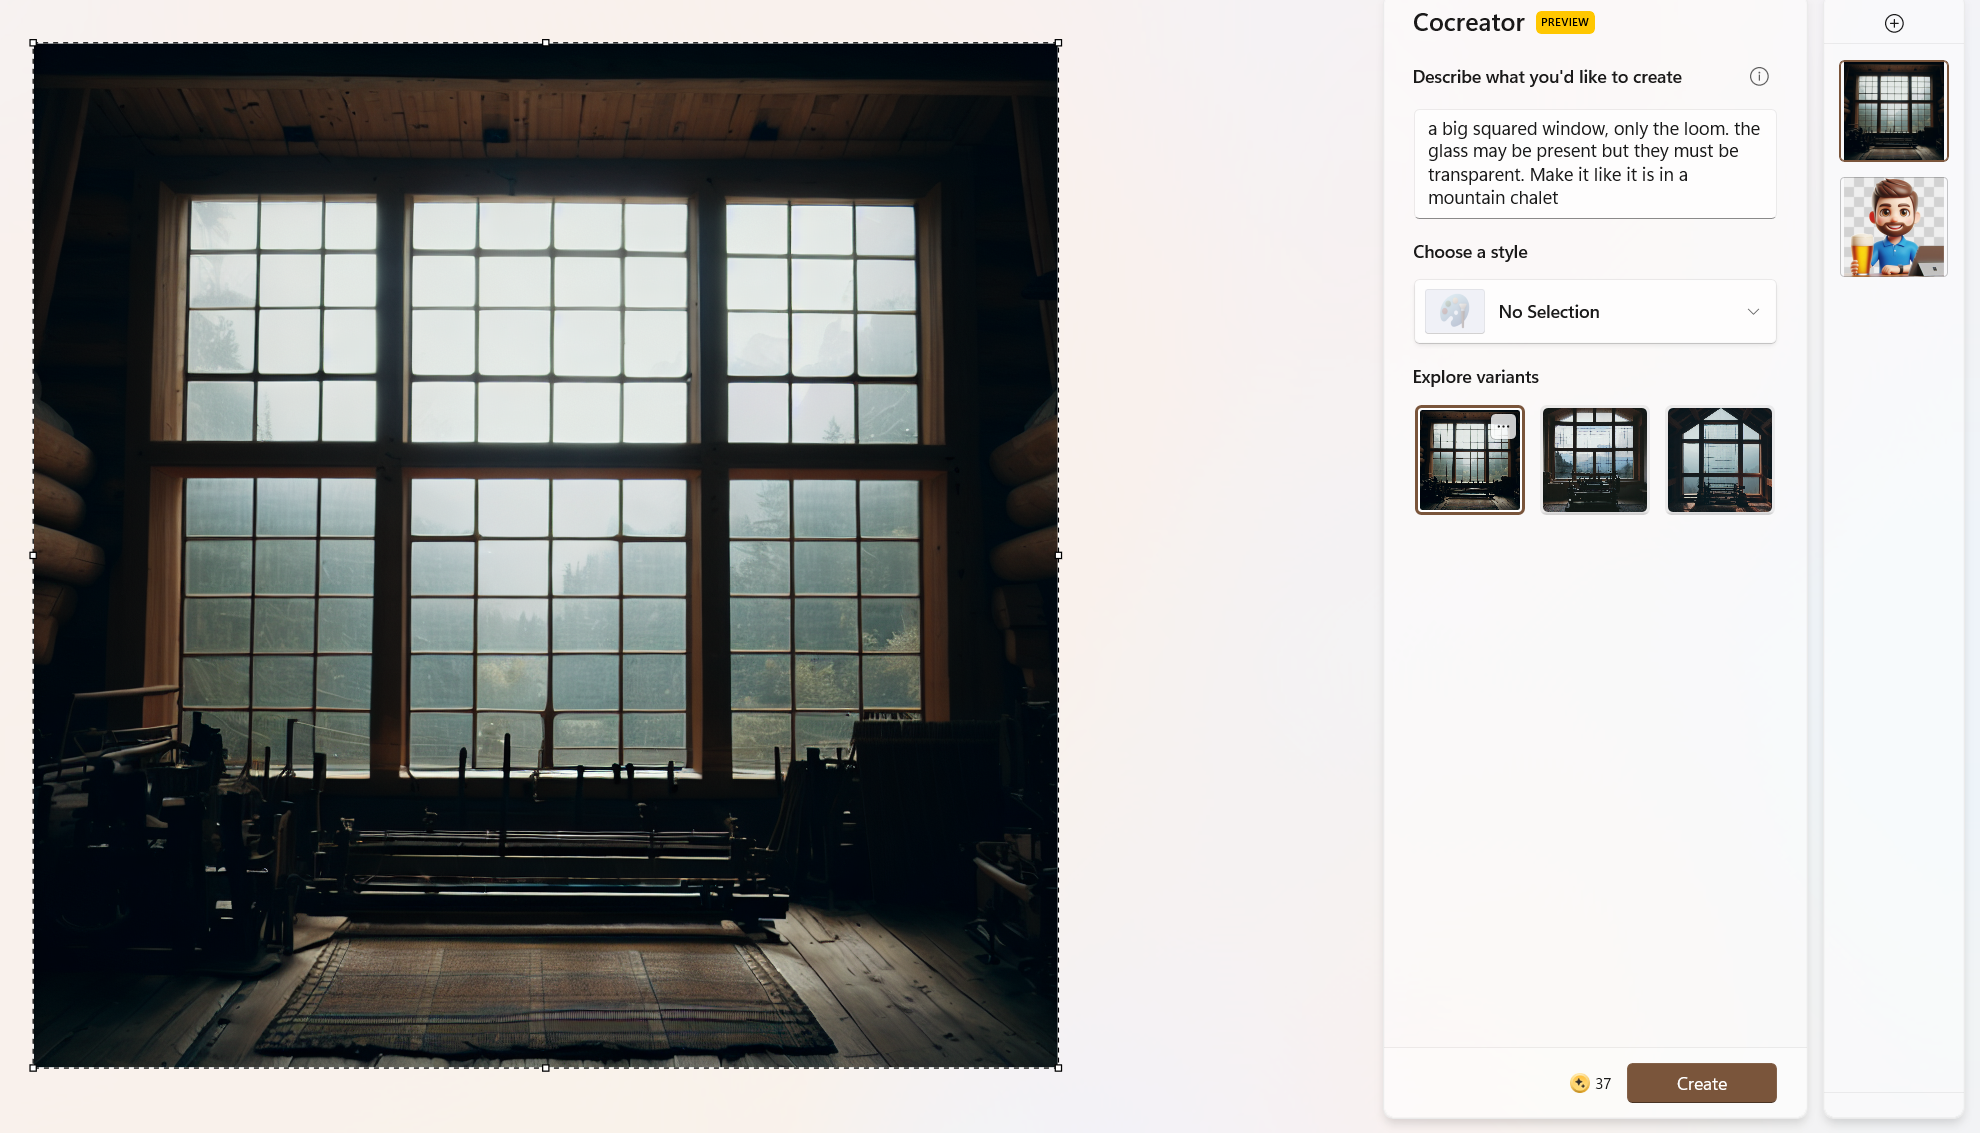 Cocreator PREVIEW
Describe what you'd like to create
a big squared window, only the loom. the
glass may be present but they must be
transparent. Make it like it is in a
mountain chalet
Choose a style
No Selection
Explore variants
37 Create